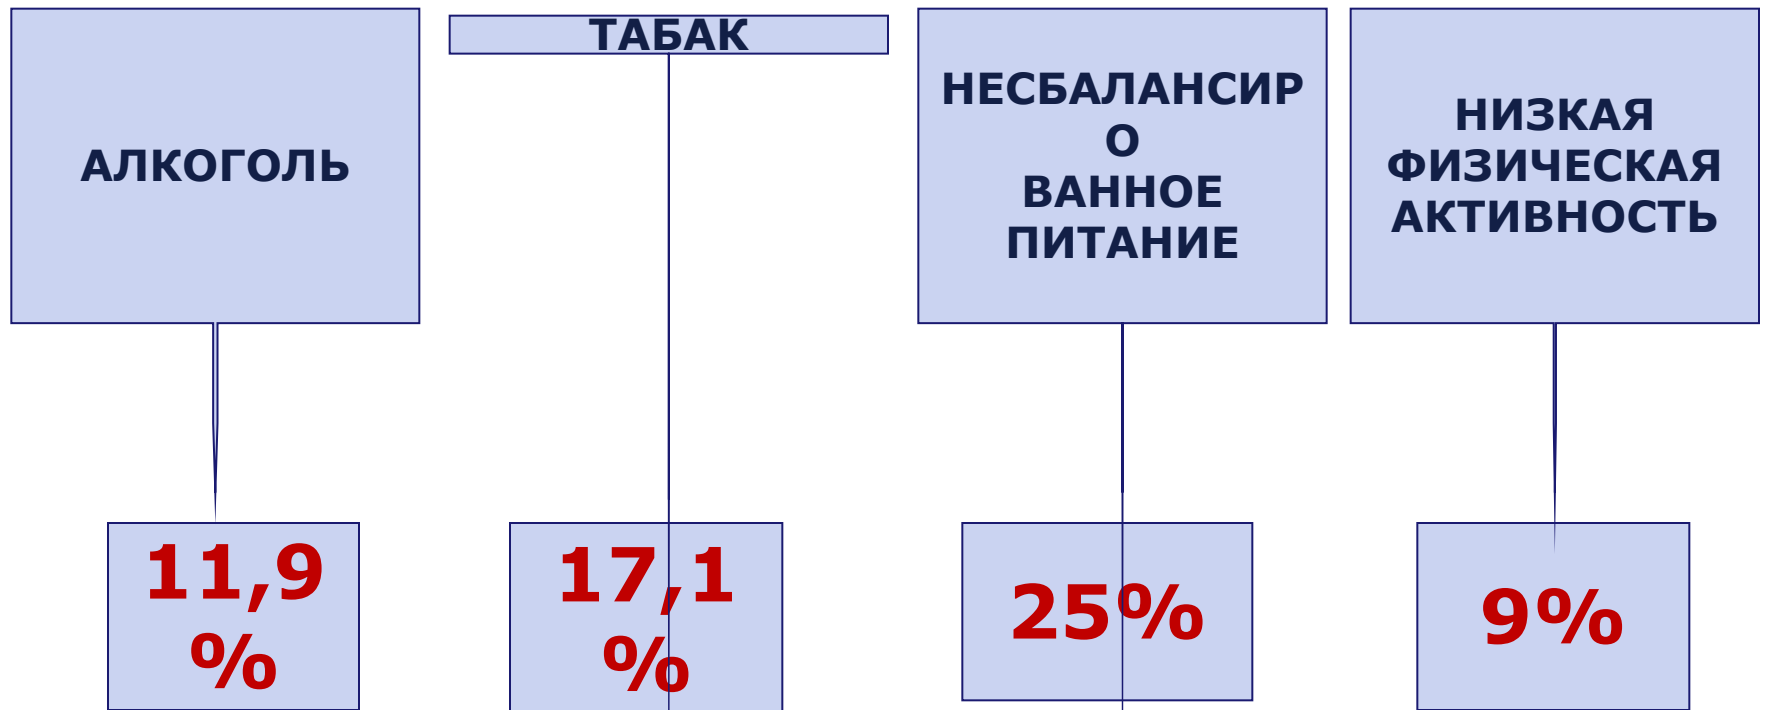 АЛКОГОЛЬ
ТАБАК
НЕСБАЛАНСИР
О
ВАННОЕ
ПИТАНИЕ
НИЗКАЯ
ФИЗИЧЕСКАЯ
АКТИВНОСТЬ
11,9
%
17,1
%
25%
9%